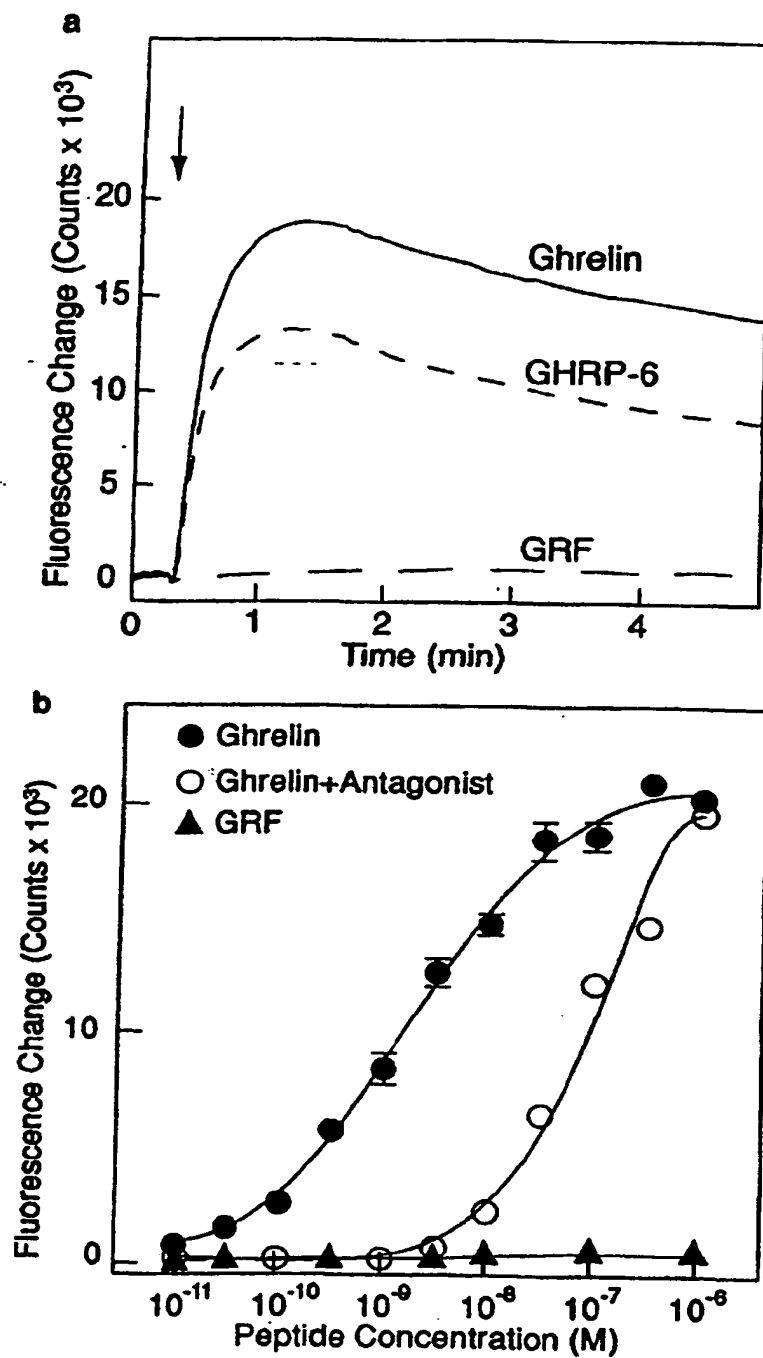 a
Fluorescence Change (Counts x 10³)
20
15
10
5
0
Ghrelin
GHRP-6
GRF
0 1 2 3 4
Time (min)
b
Fluorescence Change (Counts x 10³)
Ghrelin
Ghrelin+Antagonist
GRF
20
10
0
10⁻¹¹ 10⁻¹⁰ 10⁻⁹ 10⁻⁸ 10⁻⁷ 10⁻⁶
Peptide Concentration (M)